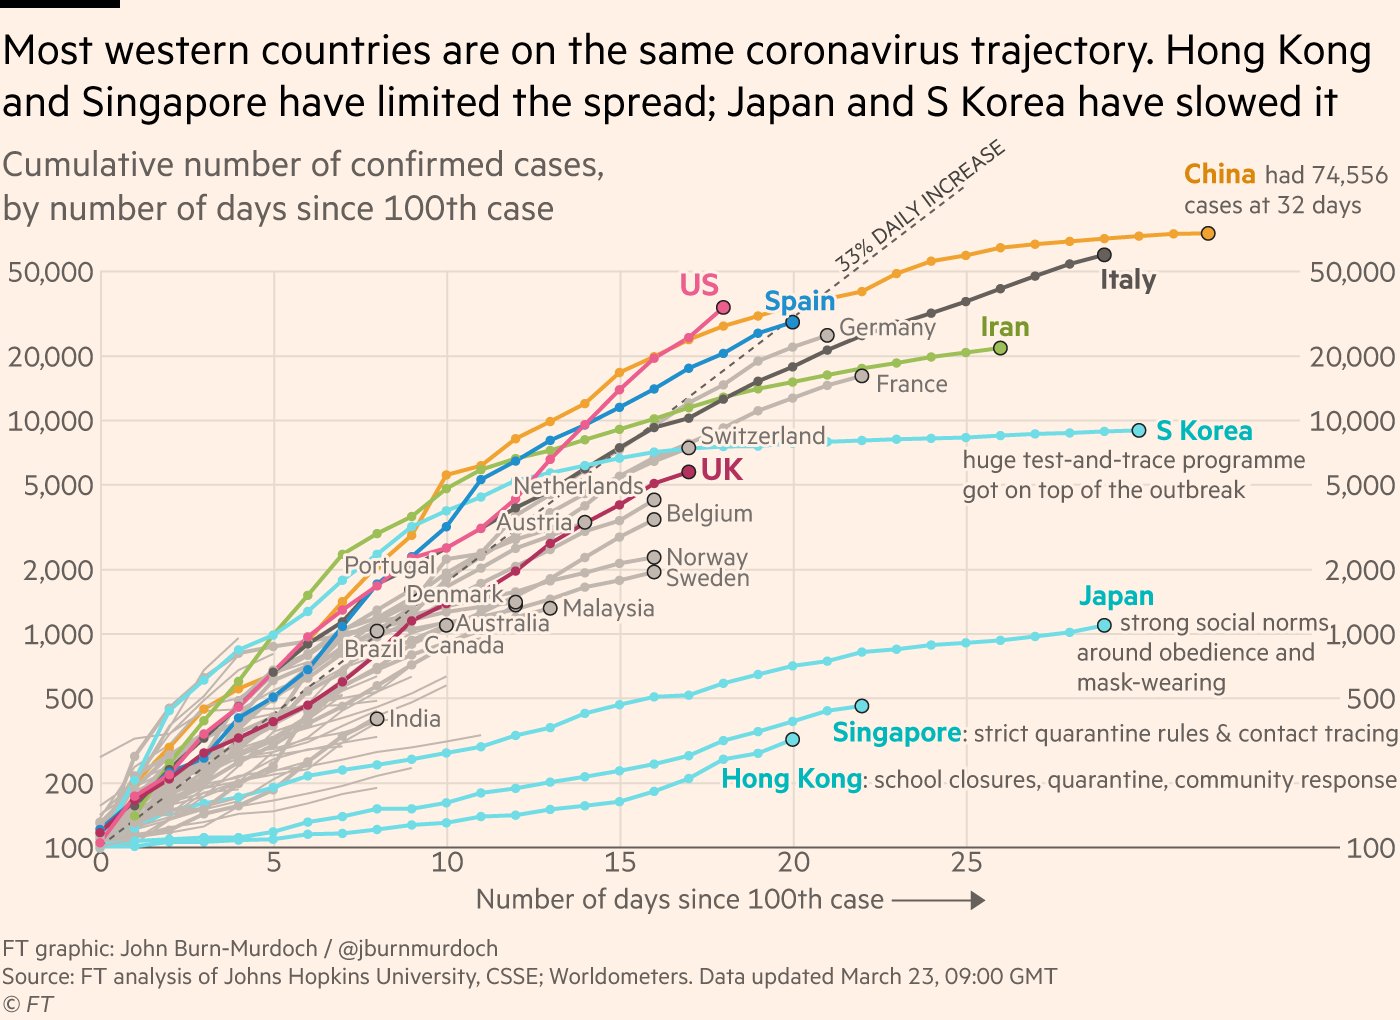 Most western countries are on the same coronavirus trajectory. Hong Kong
and Singapore have limited the spread; Japan and S Korea have slowed it
Cumulative number of confirmed cases,
by number of days since 100th case
33% DAILY INCREASE
China had 74,556
cases at 32 days
50,000
US
Spain
Italy
50,000
Germany
Iran
20,000
20,000
France
10,000
Switzerland
S Korea
10,000
huge test-and-trace programme
got on top of the outbreak
UK
5,000
Netherlands
5,000
Austria
Belgium
2,000
Portugal
Norway
Sweden
2,000
Denmark
Malaysia
Japan
strong social norms
around obedience and
mask-wearing
1,000
Australia
Brazil
Canada
1,000
500
India
500
Singapore: strict quarantine rules & contact tracing
200
Hong Kong: school closures, quarantine, community response
100
100
0
5
10
15
20
25
Number of days since 100th case
FT graphic: John Burn-Murdoch / @jburnmurdoch
Source: FT analysis of Johns Hopkins University, CSSE; Worldometers. Data updated March 23, 09:00 GMT
© FT